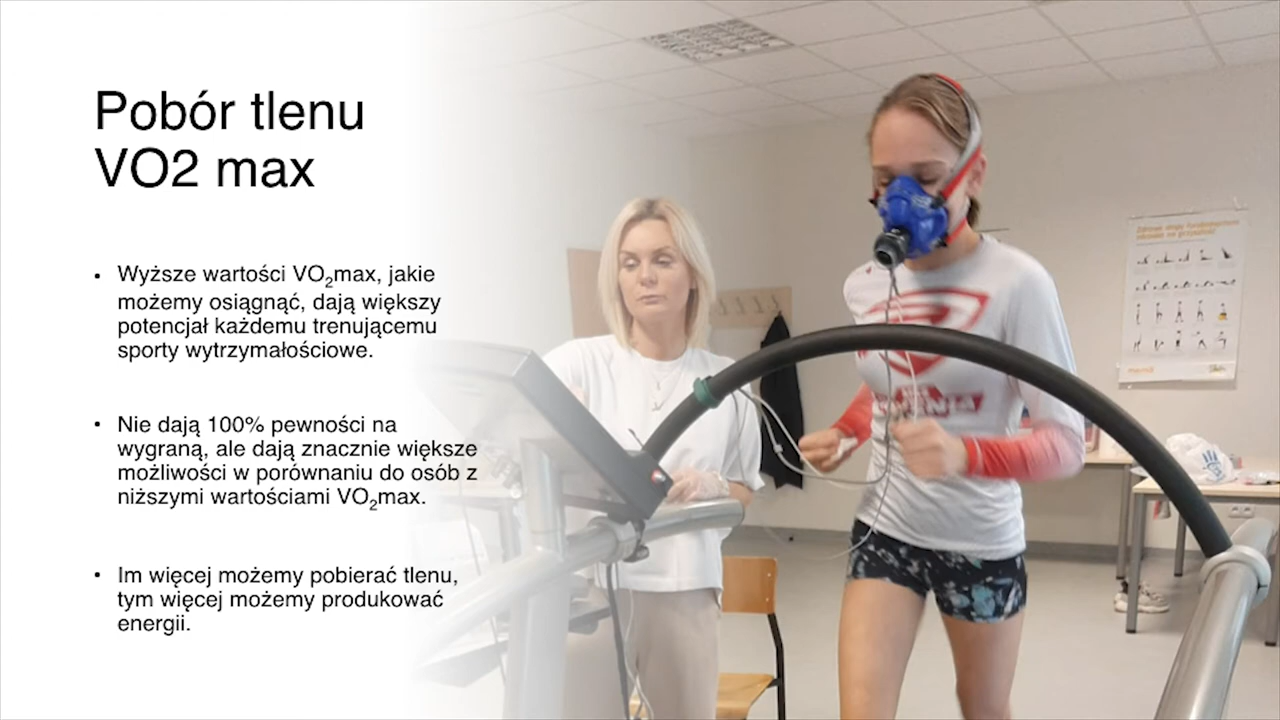 Pobór tlenu
VO2 max
• Wyższe wartości VO₂max, jakie
możemy osiągnąć, dają większy
potencjał każdemu trenującemu
sporty wytrzymałościowe.
• Nie dają 100% pewności na
wygraną, ale dają znacznie większe
możliwości w porównaniu do osób z
niższymi wartościami VO₂max.
• Im więcej możemy pobierać tlenu,
tym więcej możemy produkować
energii.